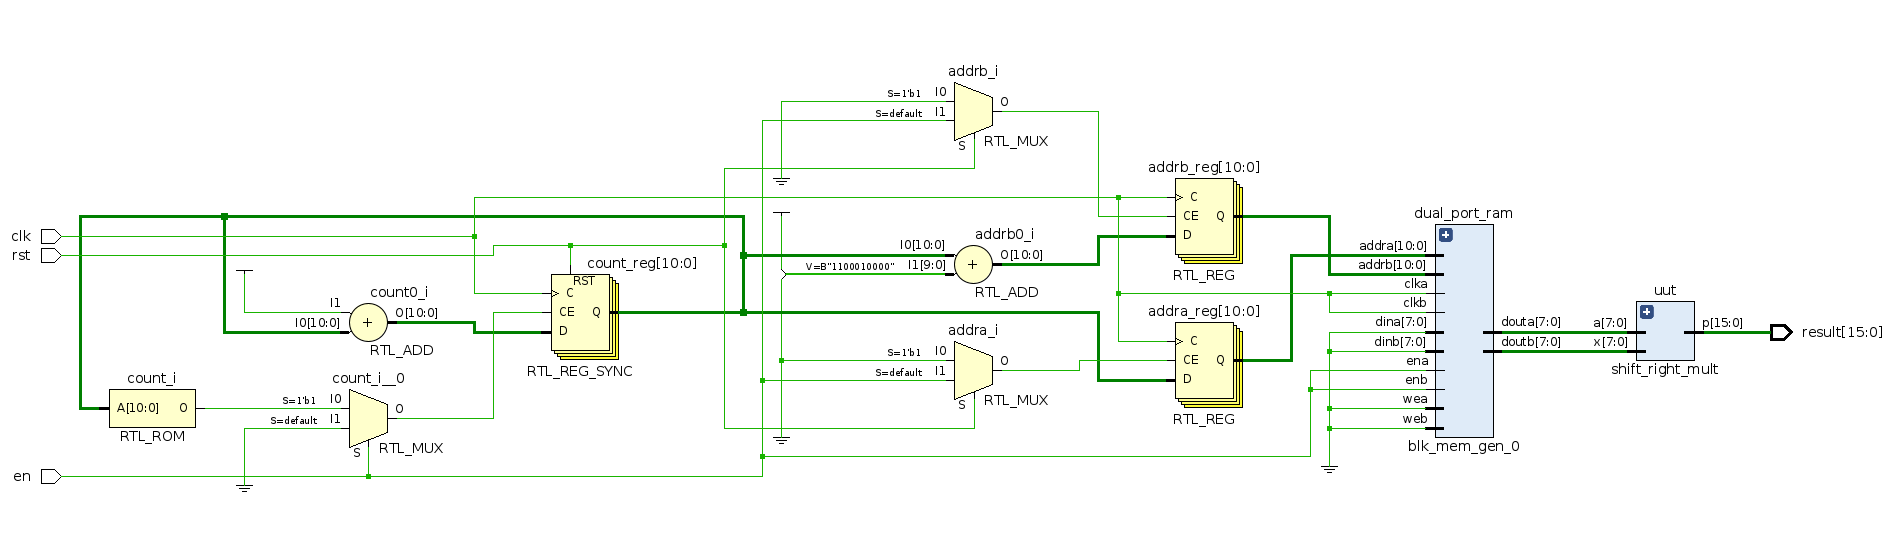 clk
rst
en
count_i
A[10:0] O
RTL_ROM
count0_i
I1
I0[10:0]
+
O[10:0]
RTL_ADD
count_i__0
S=1'b1 I0
S=default I1
O
S
RTL_MUX
count_reg[10:0]
RST
C
CE Q
D
RTL_REG_SYNC
addrb_i
S=1'b1 I0
S=default I1
O
S
RTL_MUX
addrb0_i
I0[10:0]
V=B"1100010000" I1[9:0]
+
O[10:0]
RTL_ADD
addra_i
S=1'b1 I0
S=default I1
O
S
RTL_MUX
addrb_reg[10:0]
C
CE Q
D
RTL_REG
addra_reg[10:0]
C
CE Q
D
RTL_REG
dual_port_ram
addra[10:0]
addrb[10:0]
clka
clkb
dina[7:0]
dinb[7:0]
ena
enb
wea
web
douta[7:0]
doutb[7:0]
blk_mem_gen_0
uut
a[7:0]
x[7:0]
p[15:0]
shift_right_mult
result[15:0]